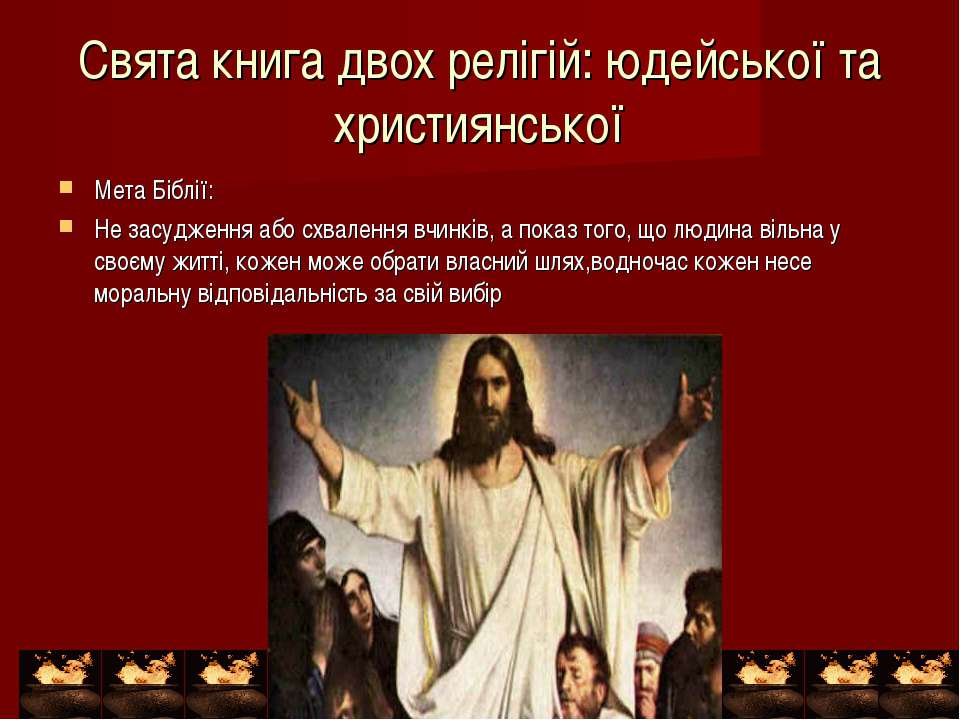 Свята книга двох релігій: юдейської та
християнської
Мета Біблії:
Не засудження або схвалення вчинків, а показ того, що людина вільна у
своєму житті, кожен може обрати власний шлях,водночас кожен несе
моральну відповідальність за свій вибір